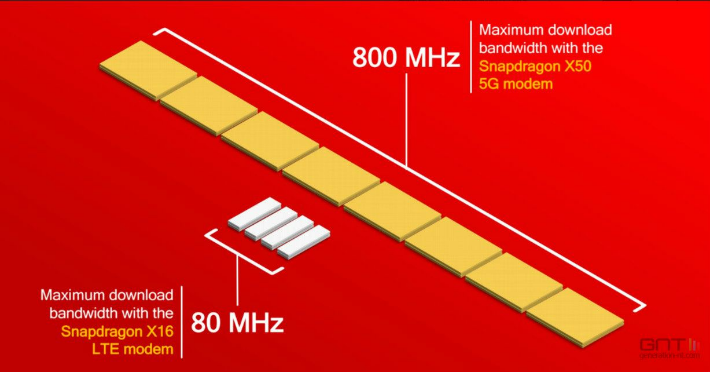 800 MHz
Maximum download
bandwidth with the
Snapdragon X50
5G modem
Maximum download
bandwidth with the
Snapdragon X16
LTE modem
80 MHz
GNT